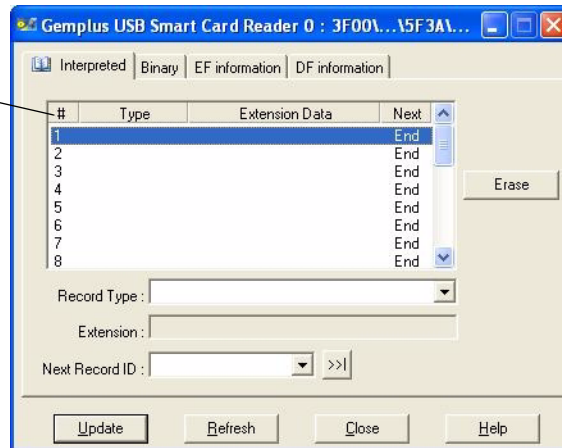 Gemplus USB Smart Card Reader 0 : 3F00\...\5F3A\...
Interpreted Binary EF information DF information
# Type Extension Data Next
1 End
2 End
3 End
4 End
5 End
6 End
7 End
8 End
Erase
Record Type :
Extension :
Next Record ID : >>|
Update Refresh Close Help